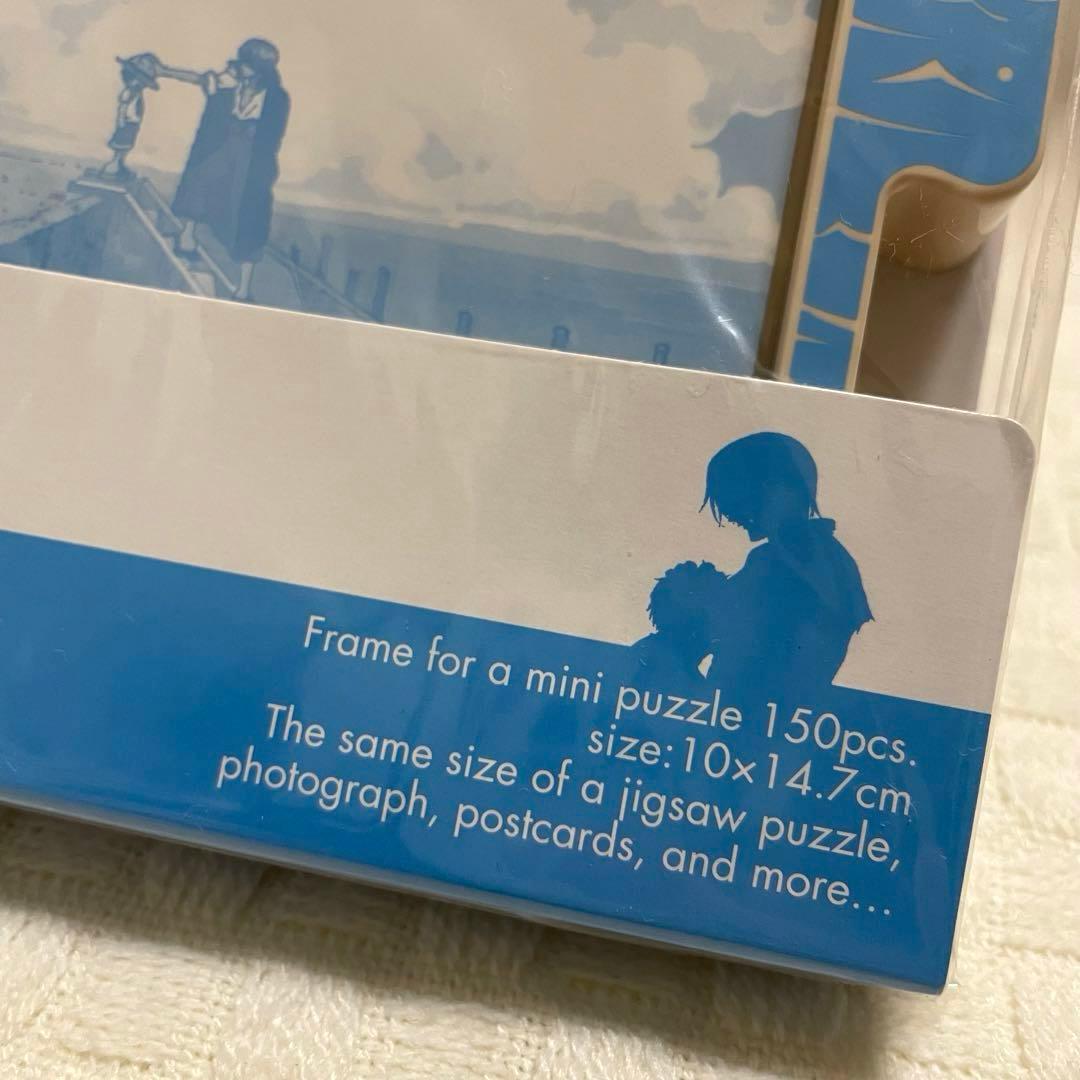 Frame for a mini puzzle 150pcs.
size:10×14.7cm
The same size of a jigsaw puzzle,
photograph, postcards, and more...